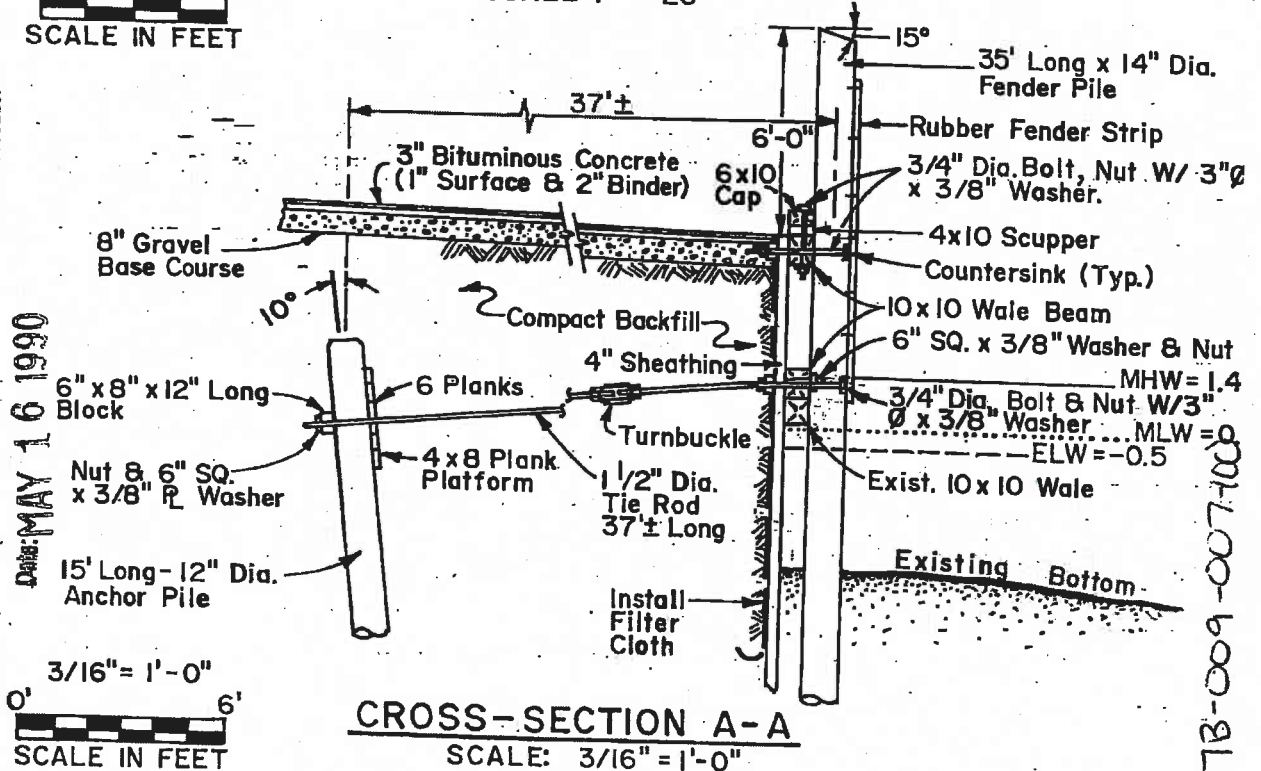 SCALE IN FEET
15°
35' Long x 14" Dia.
Fender Pile
37'±
6'-0"
Rubber Fender Strip
3" Bituminous Concrete
(1" Surface & 2" Binder)
6x10
Cap
3/4" Dia. Bolt, Nut W/ 3"Ø
x 3/8" Washer.
8" Gravel
Base Course
4x10 Scupper
Countersink (Typ.)
10°
Compact Backfill
10x10 Wale Beam
4" Sheathing
6" SQ. x 3/8" Washer & Nut
MHW = 1.4
6" x 8" x 12" Long
Block
6 Planks
3/4" Dia. Bolt & Nut W/3"
Ø x 3/8" Washer
MLW = 0
Turnbuckle
ELW = -0.5
Nut & 6" SQ.
x 3/8" PL Washer
4x8 Plank
Platform
1 1/2" Dia.
Tie Rod
37'± Long
Exist. 10x10 Wale
Date: MAY 16 1990
15' Long-12" Dia.
Anchor Pile
Existing Bottom
Install
Filter
Cloth
3/16" = 1'-0"
0' 6'
SCALE IN FEET
CROSS-SECTION A-A
SCALE: 3/16" = 1'-0"